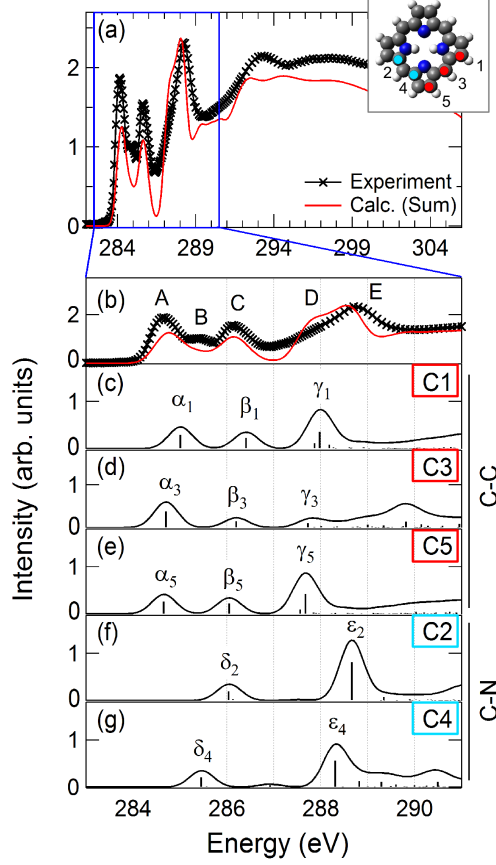 (a)
2
1
0
1
2
3
4
5
Experiment
Calc. (Sum)
284
289
294
299
304
(b)
A
B
C
D
E
2
0
(c)
α1
β1
γ1
C1
1
0
(d)
α3
β3
γ3
C3
1
0
(e)
α5
β5
γ5
C5
1
0
C-C
(f)
δ2
ε2
C2
1
0
(g)
δ4
ε4
C4
1
0
C-N
284
286
288
290
Energy (eV)
Intensity (arb. units)